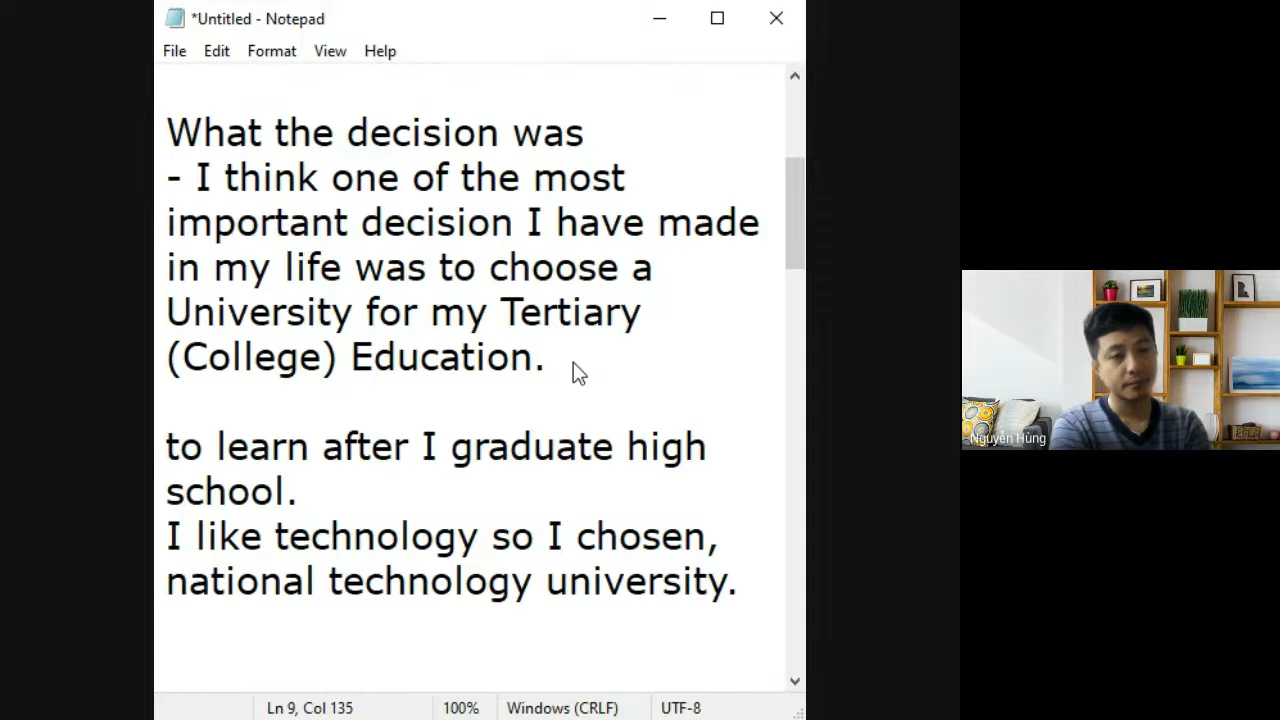 *Untitled - Notepad
File Edit Format View Help
What the decision was
- I think one of the most
important decision I have made
in my life was to choose a
University for my Tertiary
(College) Education.
to learn after I graduate high
school.
I like technology so I chosen,
national technology university.
Nguyễn Hùng
Ln 9, Col 135 100% Windows (CRLF) UTF-8